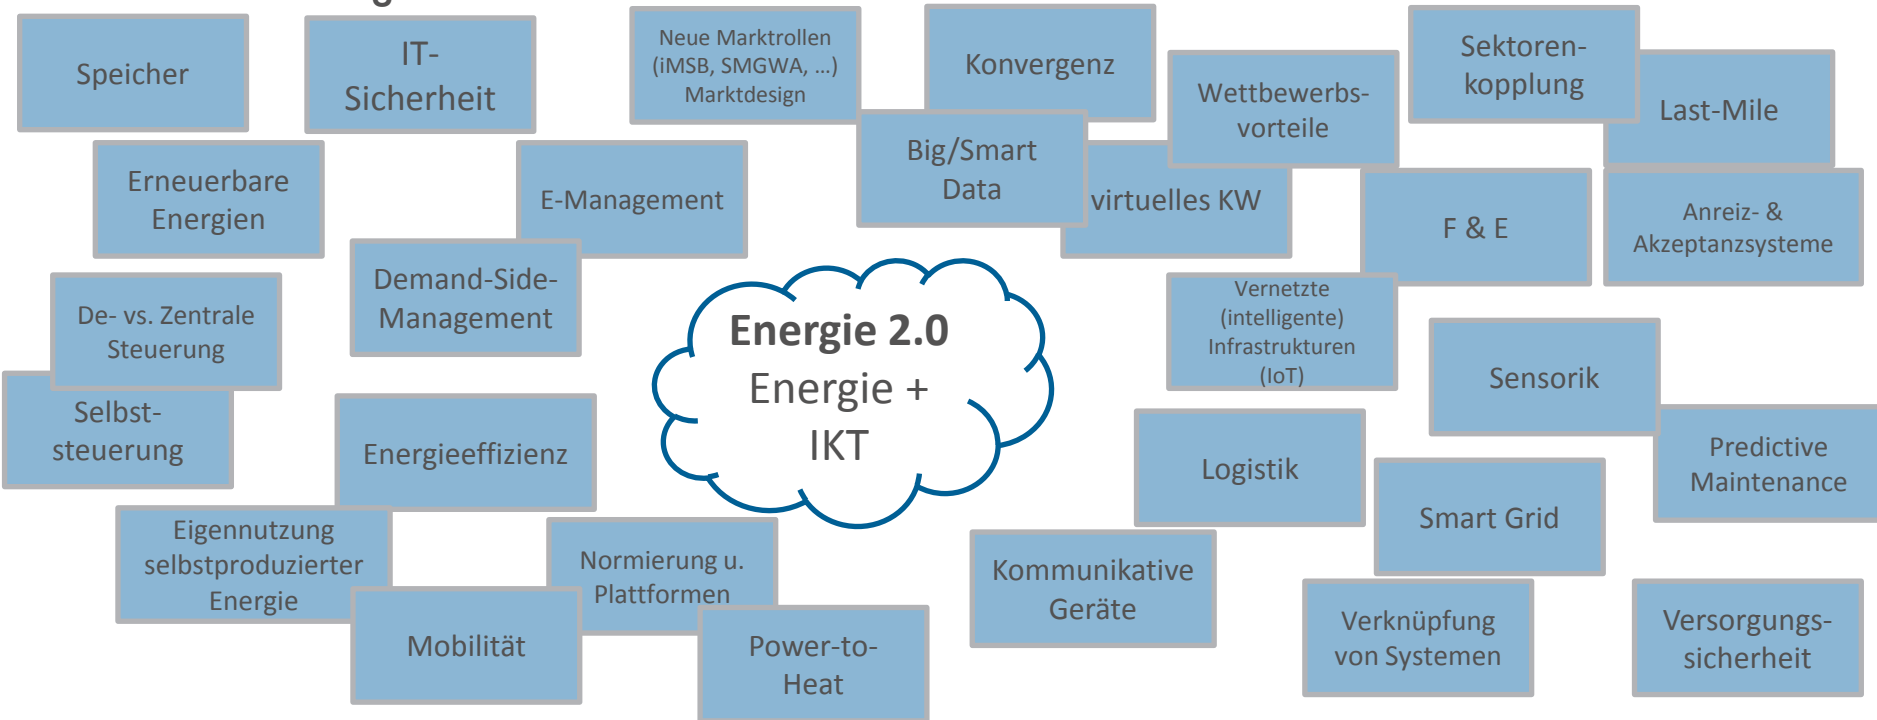 g
Speicher
IT-
Sicherheit
Neue Marktrollen
(iMSB, SMGWA, ...)
Marktdesign
Konvergenz
Wettbewerbs-
vorteile
Sektoren-
kopplung
Last-Mile
Erneuerbare
Energien
E-Management
Big/Smart
Data
virtuelles KW
F & E
Anreiz- &
Akzeptanzsysteme
De- vs. Zentrale
Steuerung
Demand-Side-
Management
Energie 2.0
Energie +
IKT
Vernetzte
(intelligente)
Infrastrukturen
(IoT)
Sensorik
Selbst-
steuerung
Energieeffizienz
Logistik
Predictive
Maintenance
Smart Grid
Eigennutzung
selbstproduzierter
Energie
Normierung u.
Plattformen
Kommunikative
Geräte
Mobilität
Power-to-
Heat
Verknüpfung
von Systemen
Versorgungs-
sicherheit